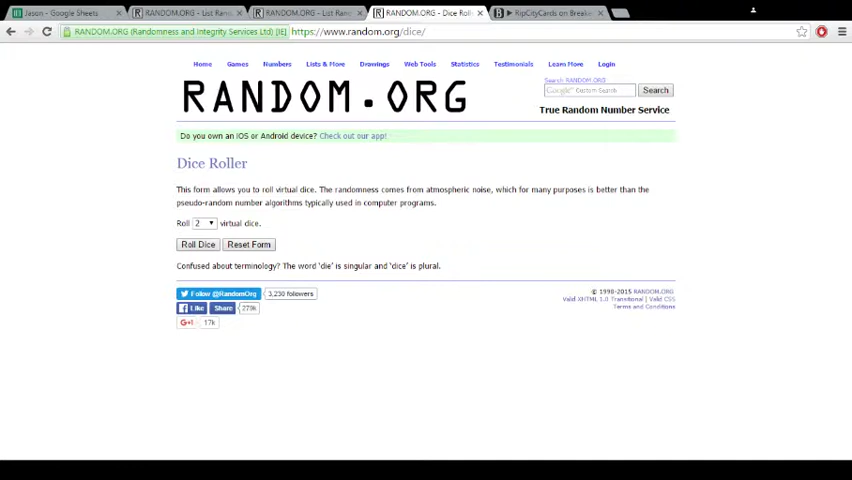 Jason - Google Sheets
RANDOM.ORG - List Ran
RANDOM.ORG - List Ran
RANDOM.ORG - Dice Rol
RipCityCards on Breake
RANDOM.ORG (Randomness and Integrity Services Ltd) [IE]
https://www.random.org/dice/
Home Games Numbers Lists & More Drawings Web Tools Statistics Testimonials Learn More Login
RANDOM.ORG
Search RANDOM.ORG
Google Custom Search
Search
True Random Number Service
Do you own an iOS or Android device? Check out our app!
Dice Roller
This form allows you to roll virtual dice. The randomness comes from atmospheric noise, which for many purposes is better than the
pseudo-random number algorithms typically used in computer programs.
Roll 2 virtual dice.
Roll Dice Reset Form
Confused about terminology? The word 'die' is singular and 'dice' is plural.
Follow @RandomOrg 3,230 followers
Like Share 279k
G+1 17k
© 1998-2015 RANDOM.ORG
Valid XHTML 1.0 Transitional | Valid CSS
Terms and Conditions